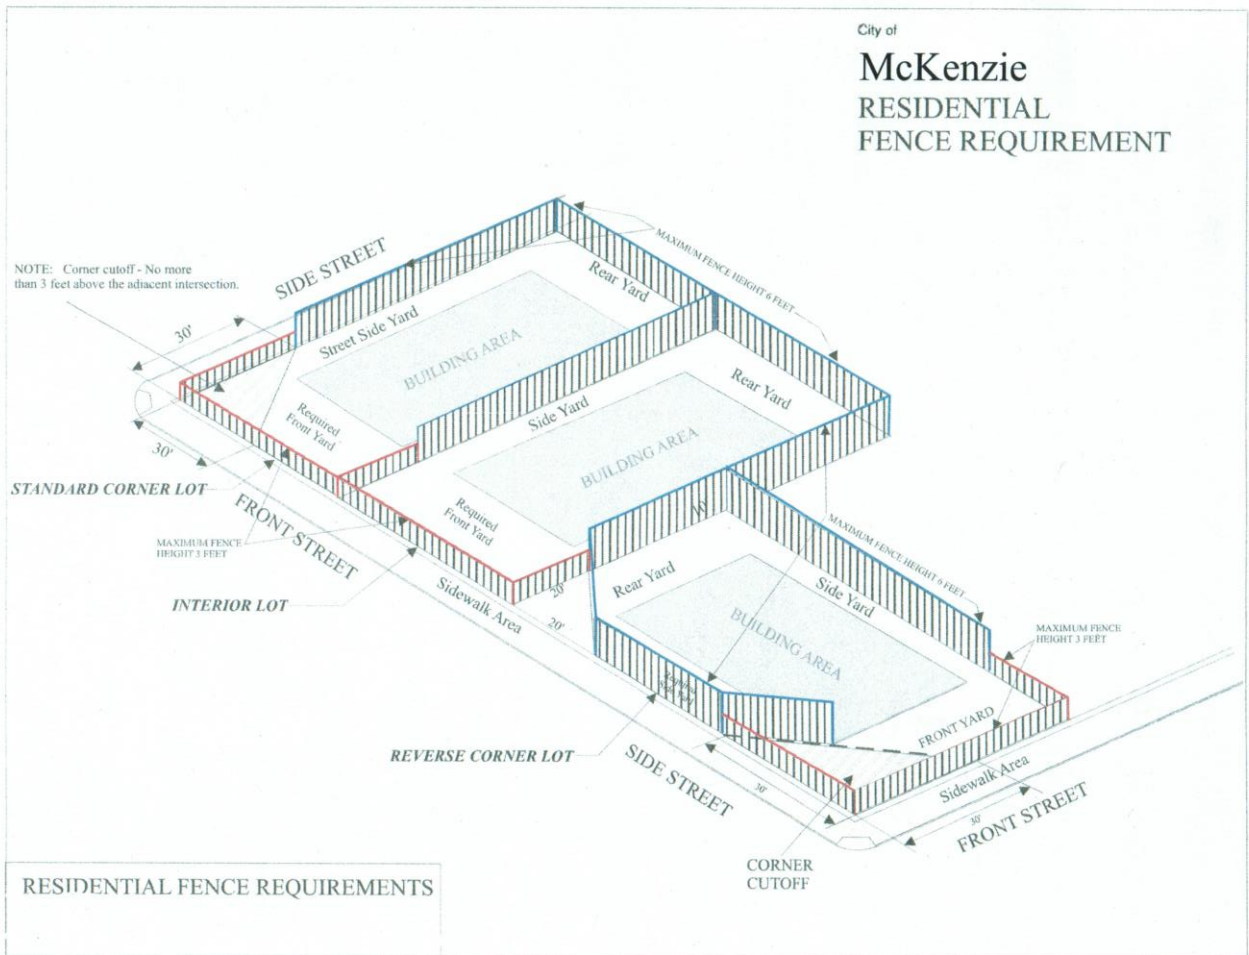 City of
McKenzie
RESIDENTIAL
FENCE REQUIREMENT
NOTE: Corner cutoff - No more
than 3 feet above the adjacent intersection.
SIDE STREET
MAXIMUM FENCE HEIGHT 6 FEET
Rear Yard
30'
Street Side Yard
BUILDING AREA
Required
Front Yard
30'
Side Yard
Rear Yard
BUILDING AREA
STANDARD CORNER LOT
FRONT STREET
Required
Front Yard
10'
MAXIMUM FENCE
HEIGHT 3 FEET
MAXIMUM FENCE HEIGHT 6 FEET
INTERIOR LOT
Sidewalk Area
20'
20'
Rear Yard
Side Yard
BUILDING AREA
MAXIMUM FENCE
HEIGHT 3 FEET
Required
Side Yard
FRONT YARD
REVERSE CORNER LOT
SIDE STREET
30'
Sidewalk Area
30'
FRONT STREET
CORNER
CUTOFF
RESIDENTIAL FENCE REQUIREMENTS